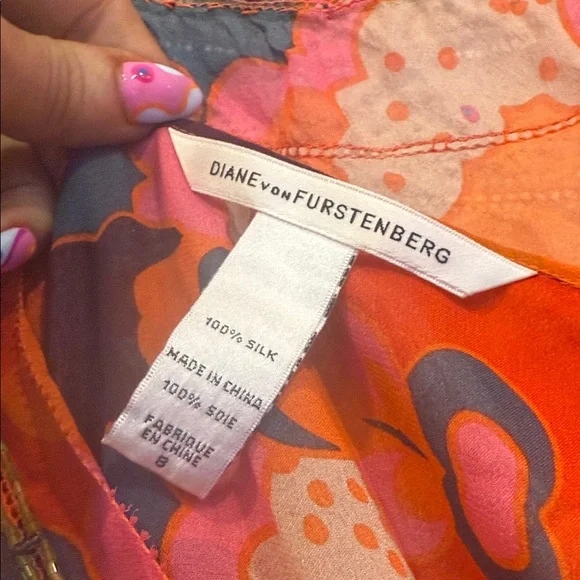 DIANE VON FURSTENBERG
100% SILK
MADE IN CHINA
100% SOIE
FABRIQUE
EN CHINE
8